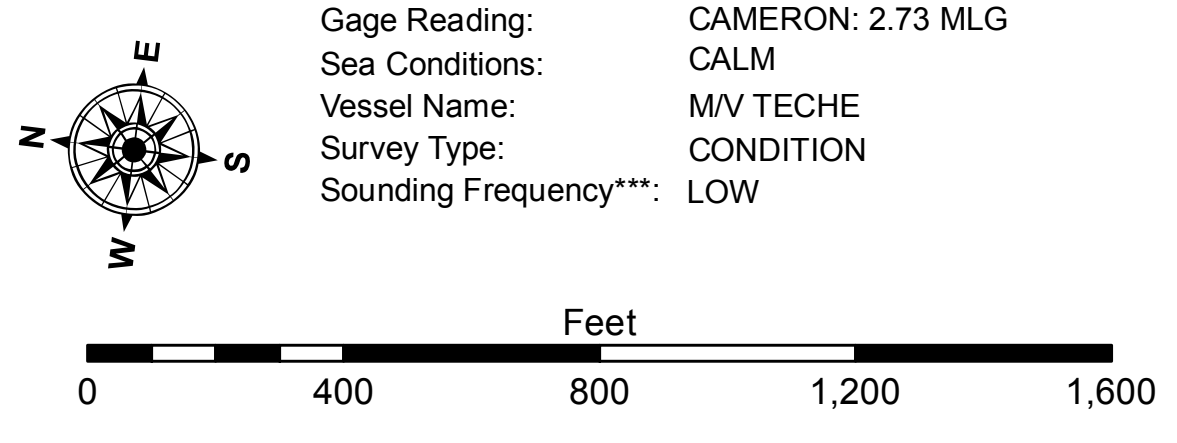 Gage Reading: CAMERON: 2.73 MLG
Sea Conditions: CALM
Vessel Name: M/V TECHE
Survey Type: CONDITION
Sounding Frequency***: LOW
E
N
S
W
Feet
0 400 800 1,200 1,600